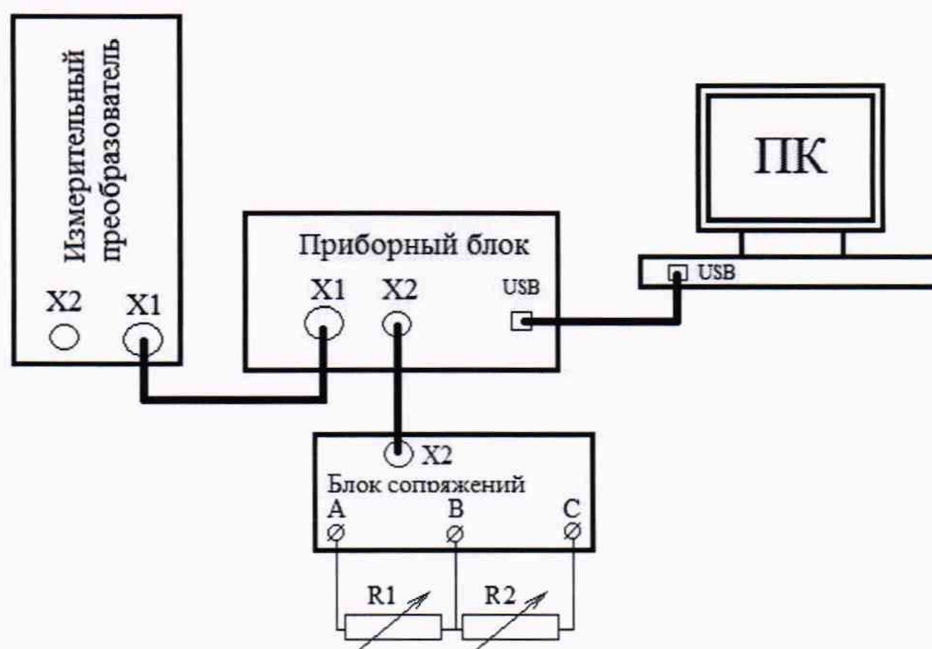 Измерительный
преобразователь
X2
X1
Приборный блок
X1
X2
USB
ПК
USB
X2
Блок сопряжений
A
B
C
R1
R2